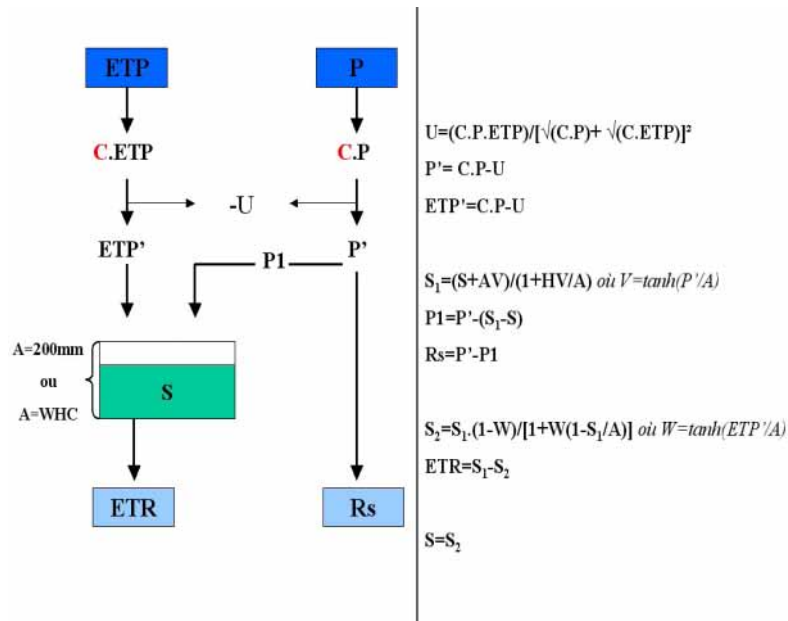 ETP
P
C.ETP
C.P
-U
ETP’
P1
P’
A=200mm
ou
A=WHC
S
ETR
Rs
U=(C.P.ETP)/[√(C.P)+ √(C.ETP)]²
P’= C.P-U
ETP’=C.P-U
S₁=(S+AV)/(1+HV/A) où V=tanh(P’/A)
P1=P’-(S₁-S)
Rs=P’-P1
S₂=S₁.(1-W)/[1+W(1-S₁/A)] où W=tanh(ETP’/A)
ETR=S₁-S₂
S=S₂